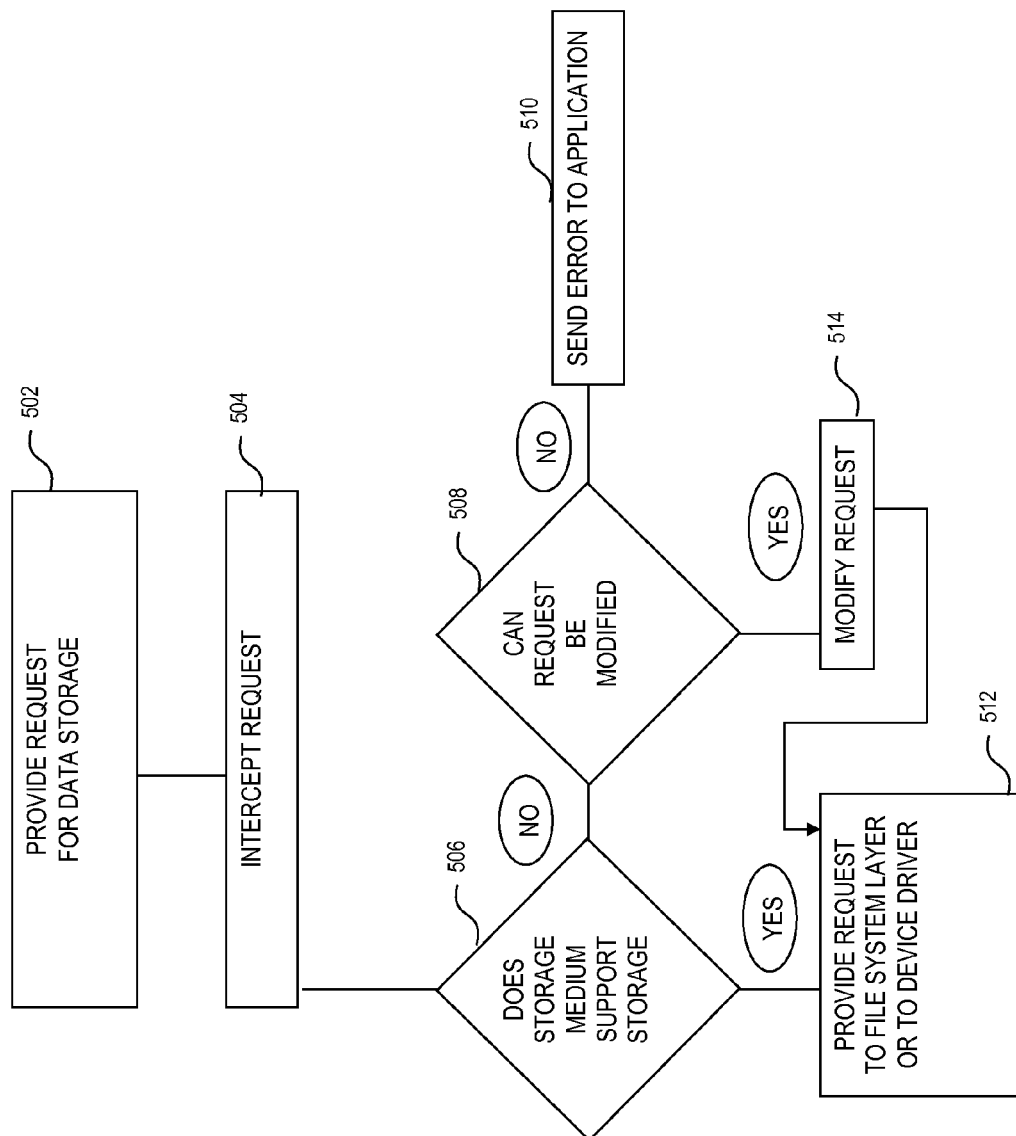 502
PROVIDE REQUEST
FOR DATA STORAGE
504
INTERCEPT REQUEST
506
DOES
STORAGE
MEDIUM
SUPPORT
STORAGE
NO
508
CAN
REQUEST
BE
MODIFIED
NO
510
SEND ERROR TO APPLICATION
YES
512
PROVIDE REQUEST
TO FILE SYSTEM LAYER
OR TO DEVICE DRIVER
YES
514
MODIFY REQUEST